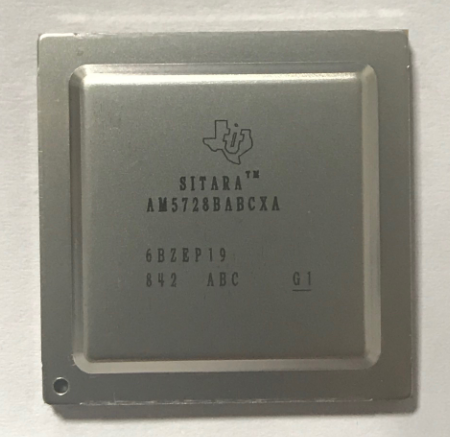 SITARA™
AM5728BABCXA
6BZEP19
842 ABC G1